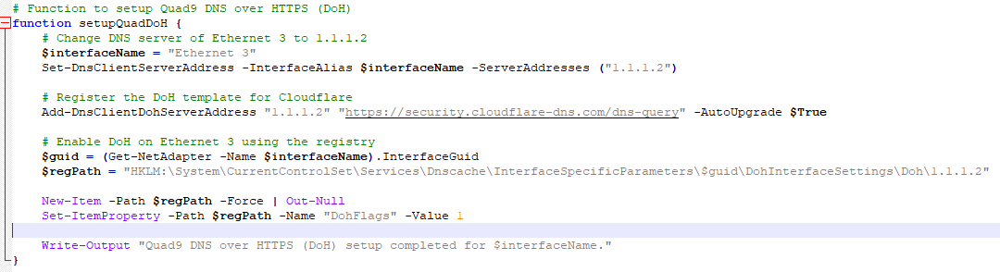 # Function to setup Quad9 DNS over HTTPS (DoH)
function setupQuadDoH {
    # Change DNS server of Ethernet 3 to 1.1.1.2
    $interfaceName = "Ethernet 3"
    Set-DnsClientServerAddress -InterfaceAlias $interfaceName -ServerAddresses ("1.1.1.2")

    # Register the DoH template for Cloudflare
    Add-DnsClientDohServerAddress "1.1.1.2" "https://security.cloudflare-dns.com/dns-query" -AutoUpgrade $True

    # Enable DoH on Ethernet 3 using the registry
    $guid = (Get-NetAdapter -Name $interfaceName).InterfaceGuid
    $regPath = "HKLM:\System\CurrentControlSet\Services\Dnscache\InterfaceSpecificParameters\$guid\DohInterfaceSettings\Doh\1.1.1.2"

    New-Item -Path $regPath -Force | Out-Null
    Set-ItemProperty -Path $regPath -Name "DohFlags" -Value 1

    Write-Output "Quad9 DNS over HTTPS (DoH) setup completed for $interfaceName."
}